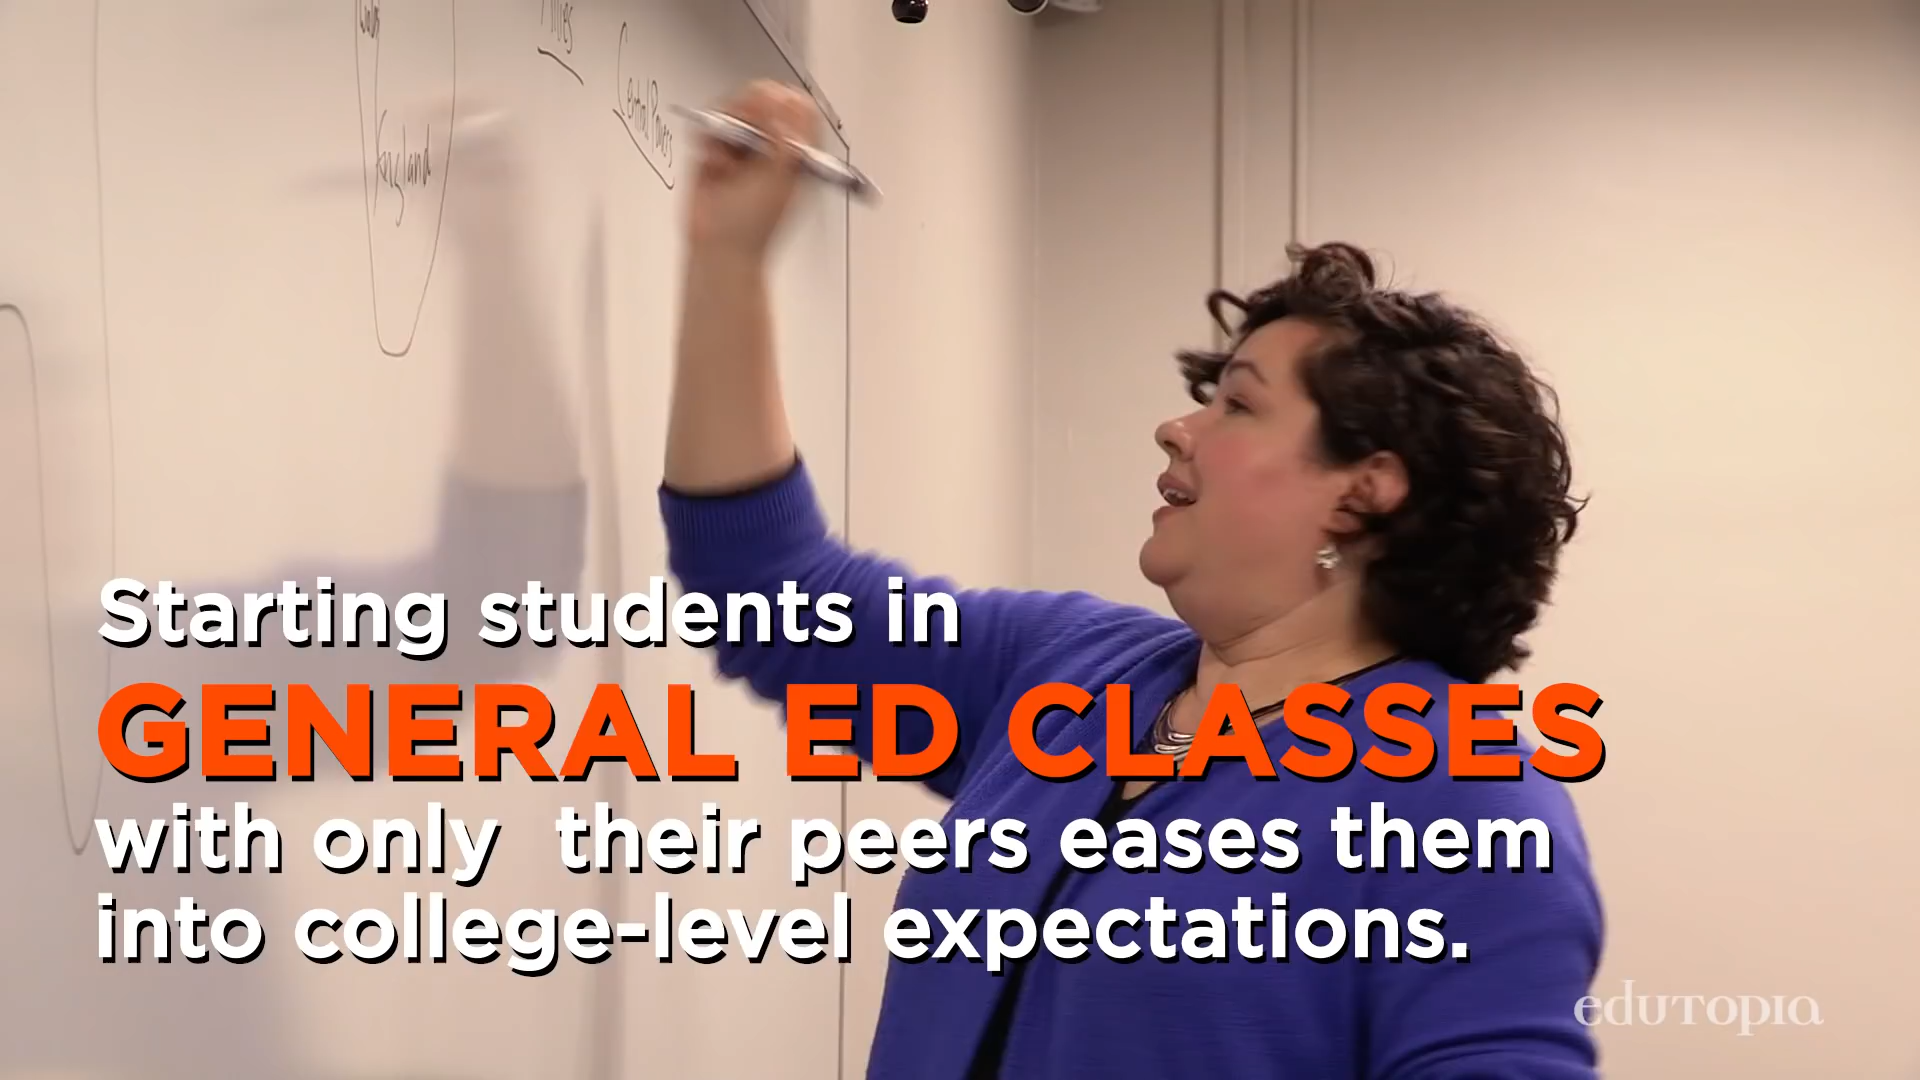 Allies
Central Powers
England
Starting students in
GENERAL ED CLASSES
with only  their peers eases them
into college-level expectations.
edutopia